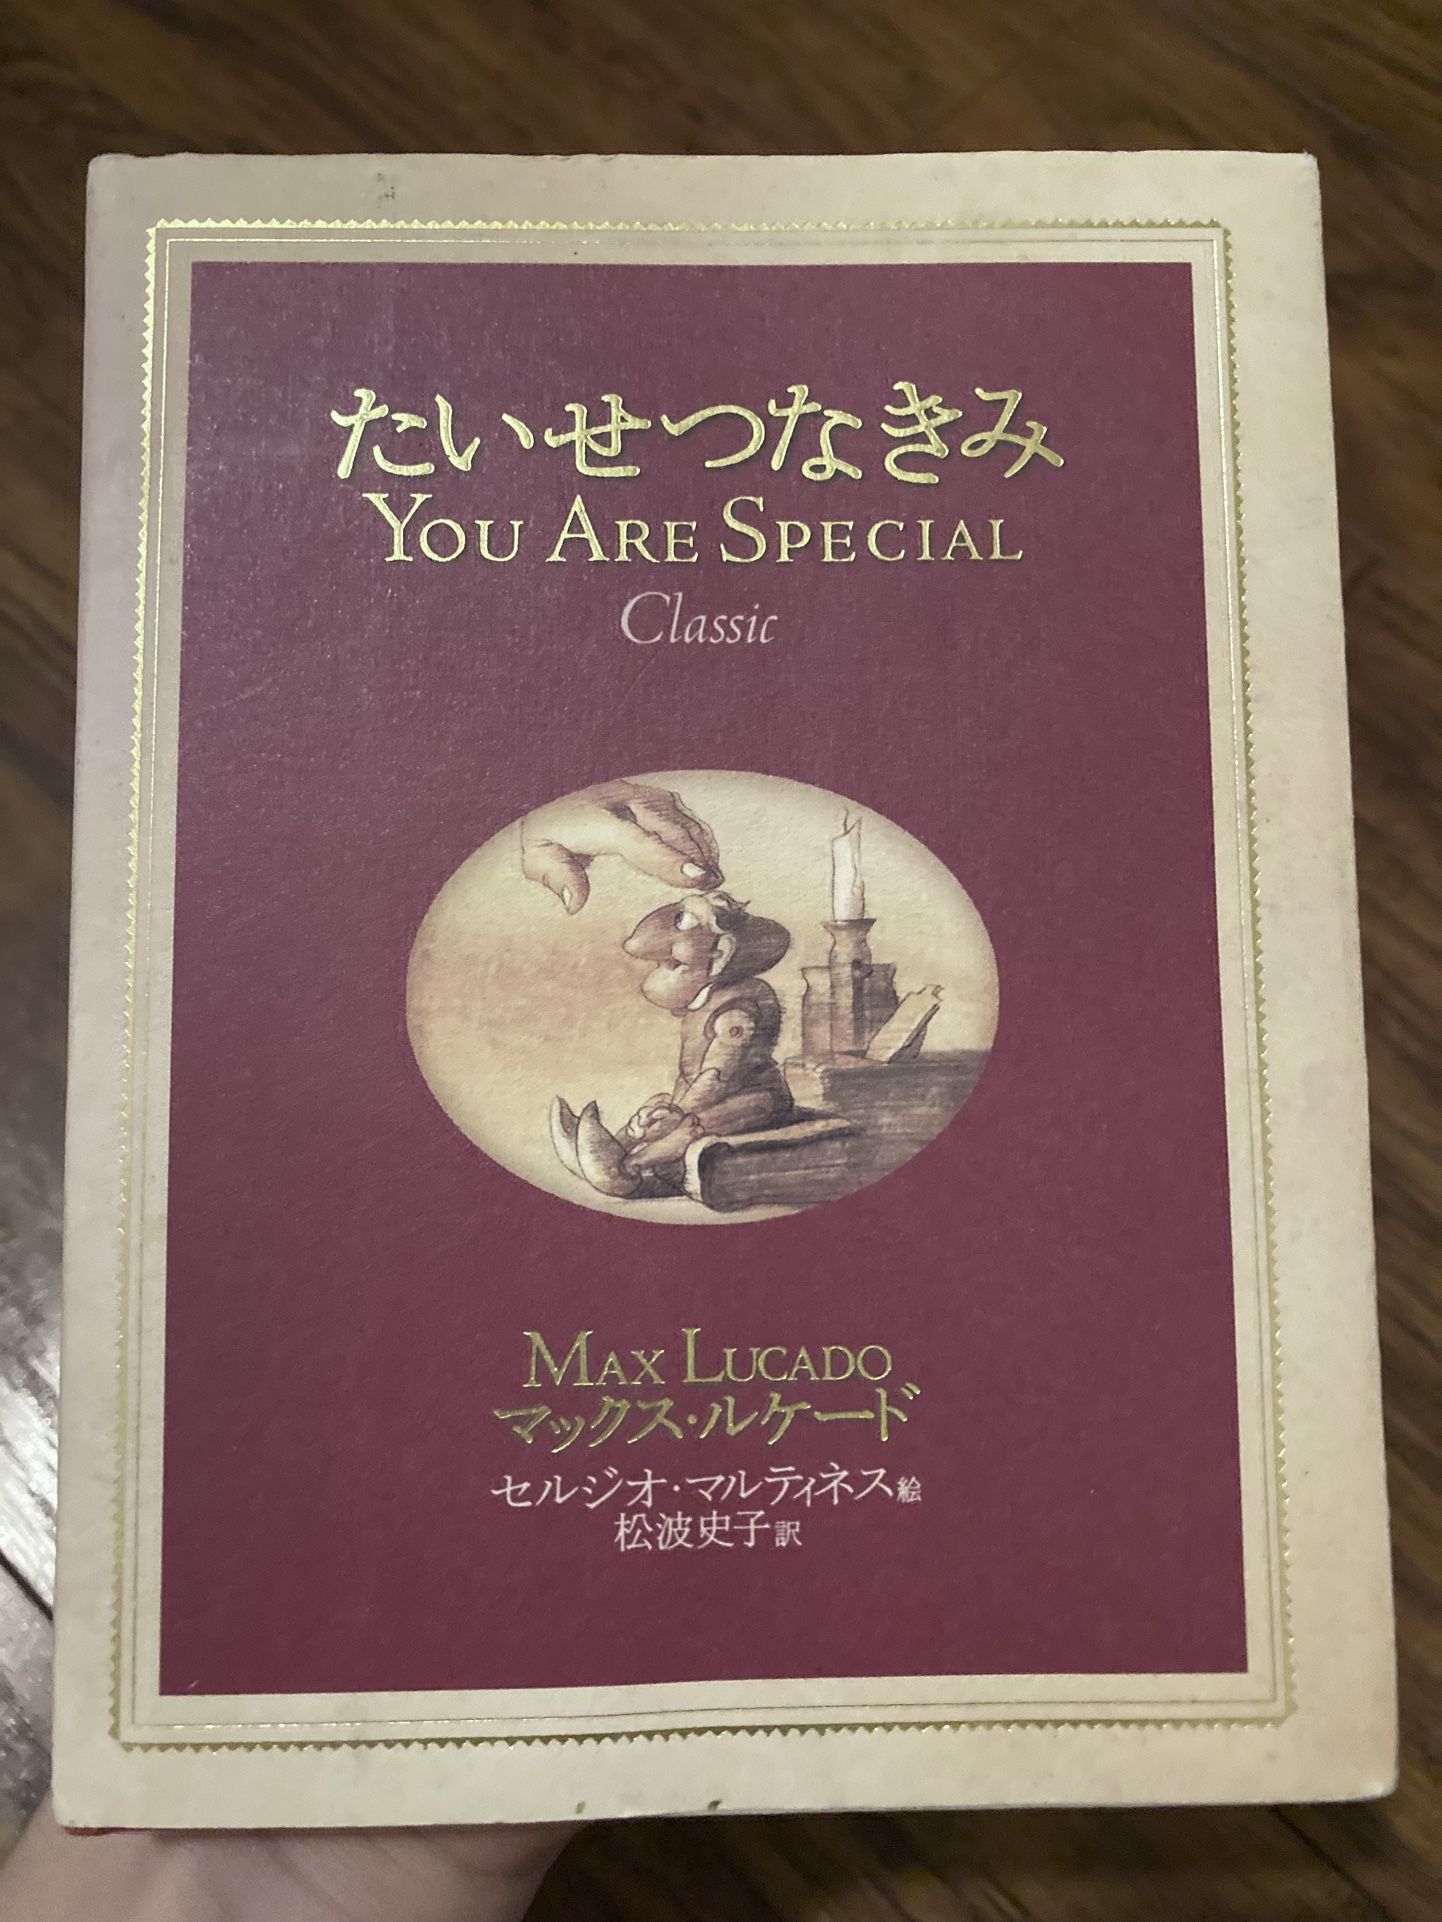 たいせつなきみ
YOU ARE SPECIAL
Classic
MAX LUCADO
マックス・ルケード
セルジオ・マルティネス 絵
松波史子 訳